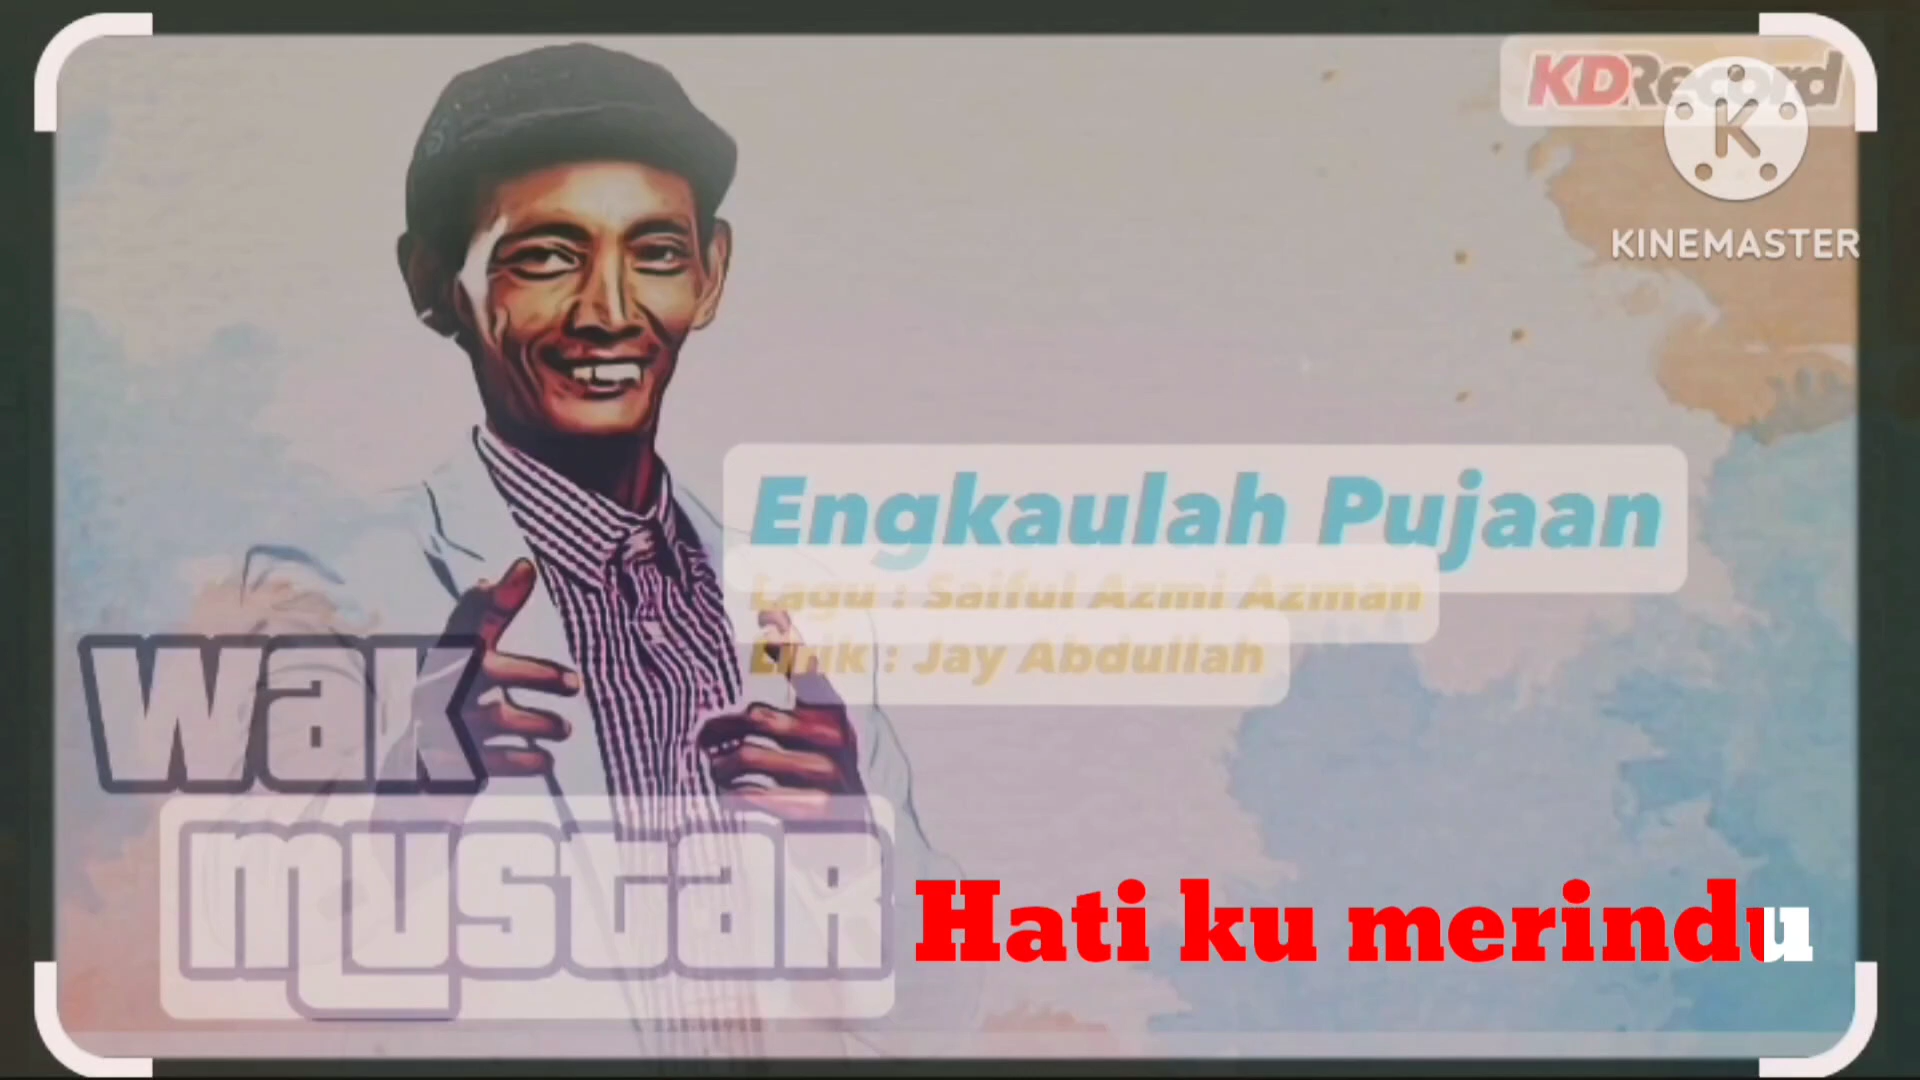 KDRecord
KINEMASTER
Engkaulah Pujaan
Lagu : Saiful Azmi Azman
Lirik : Jay Abdullah
Wak
Mustar
Hati ku merindu